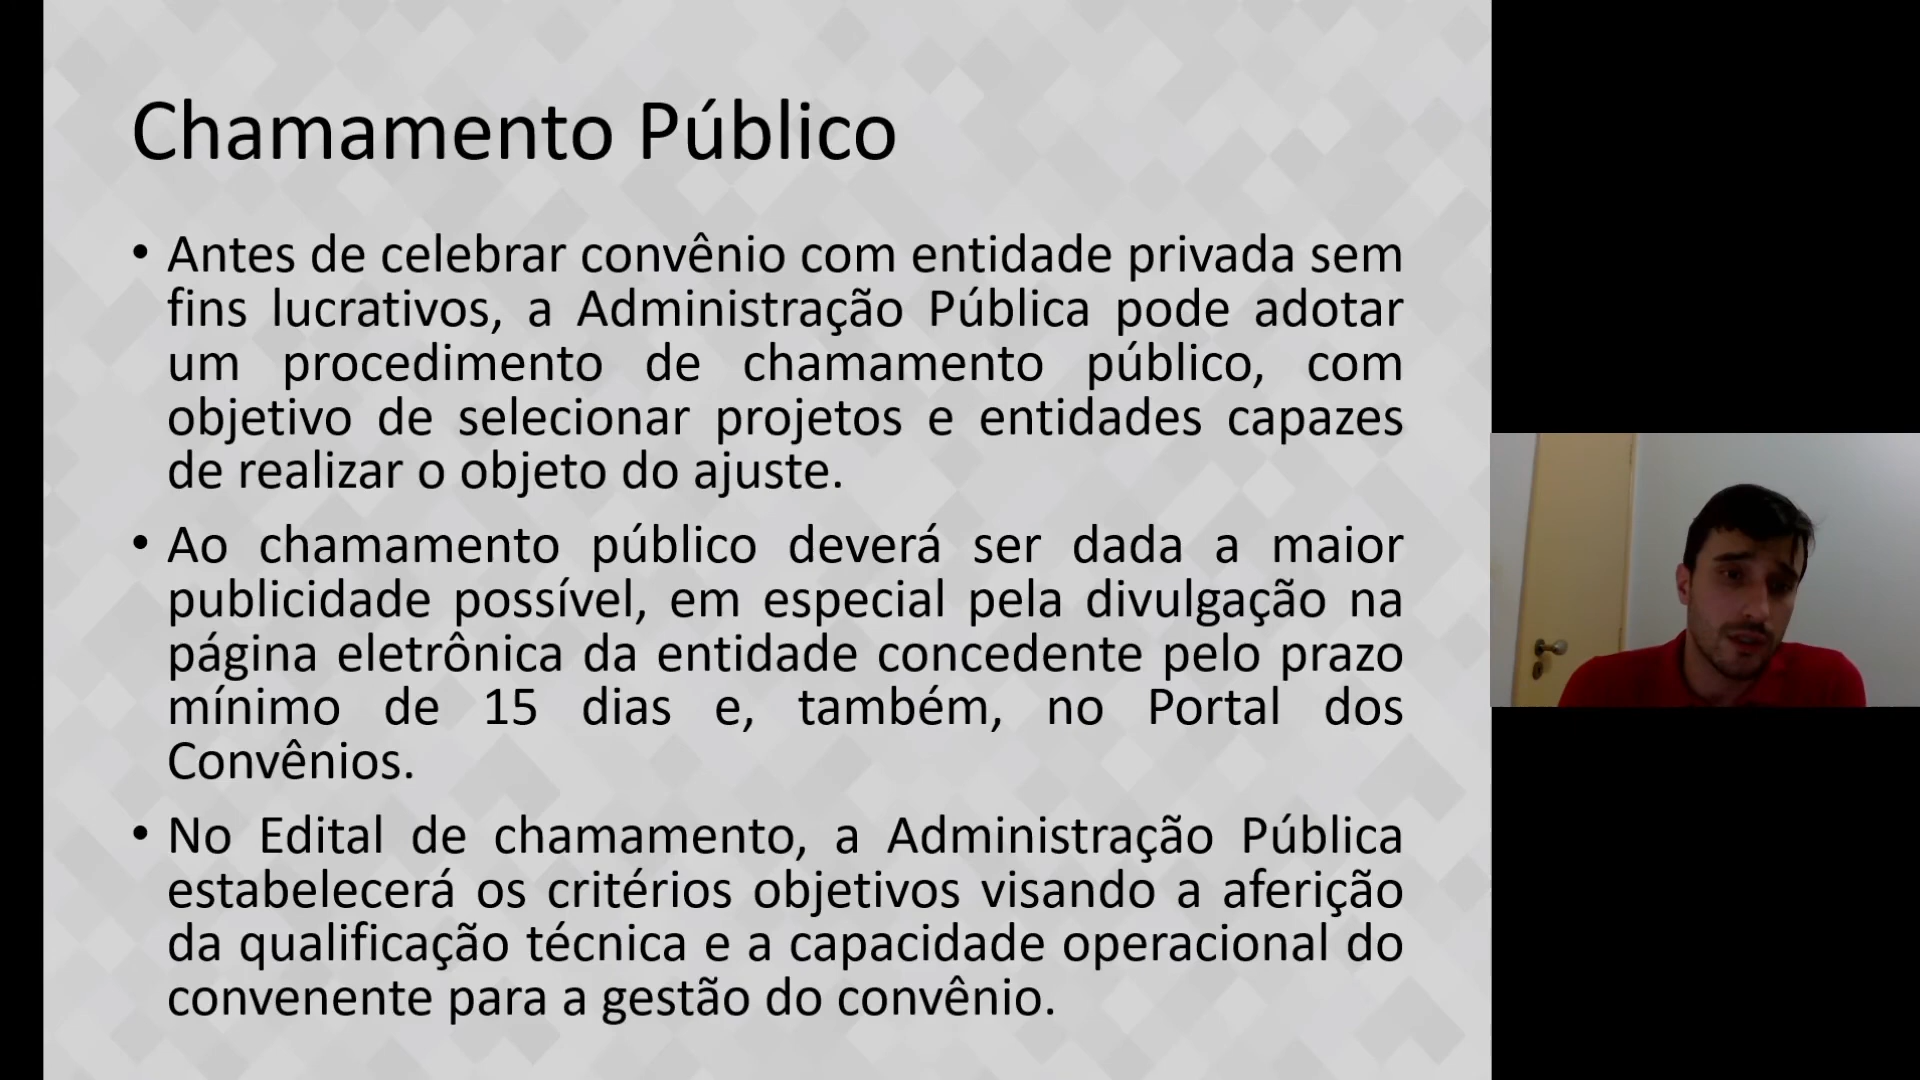 Chamamento Público
• Antes de celebrar convênio com entidade privada sem
fins lucrativos, a Administração Pública pode adotar
um procedimento de chamamento público, com
objetivo de selecionar projetos e entidades capazes
de realizar o objeto do ajuste.
• Ao chamamento público deverá ser dada a maior
publicidade possível, em especial pela divulgação na
página eletrônica da entidade concedente pelo prazo
mínimo de 15 dias e, também, no Portal dos
Convênios.
• No Edital de chamamento, a Administração Pública
estabelecerá os critérios objetivos visando a aferição
da qualificação técnica e a capacidade operacional do
convenente para a gestão do convênio.